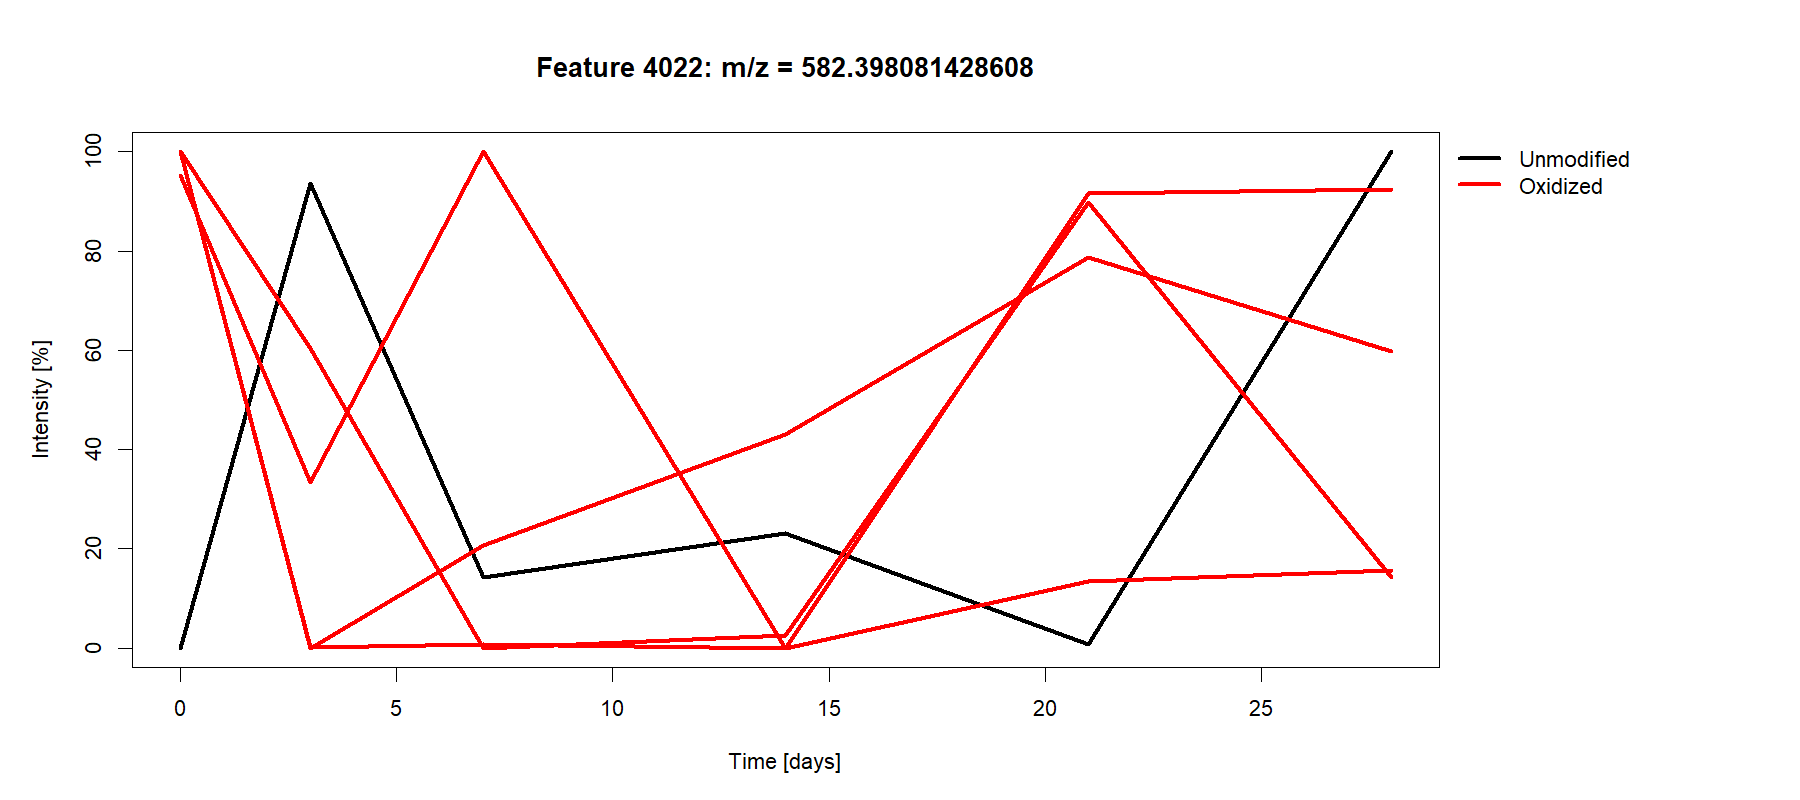 Feature 4022: m/z = 582.398081428608
Unmodified
Oxidized
Intensity [%]
100
80
60
40
20
0
0 5 10 15 20 25
Time [days]